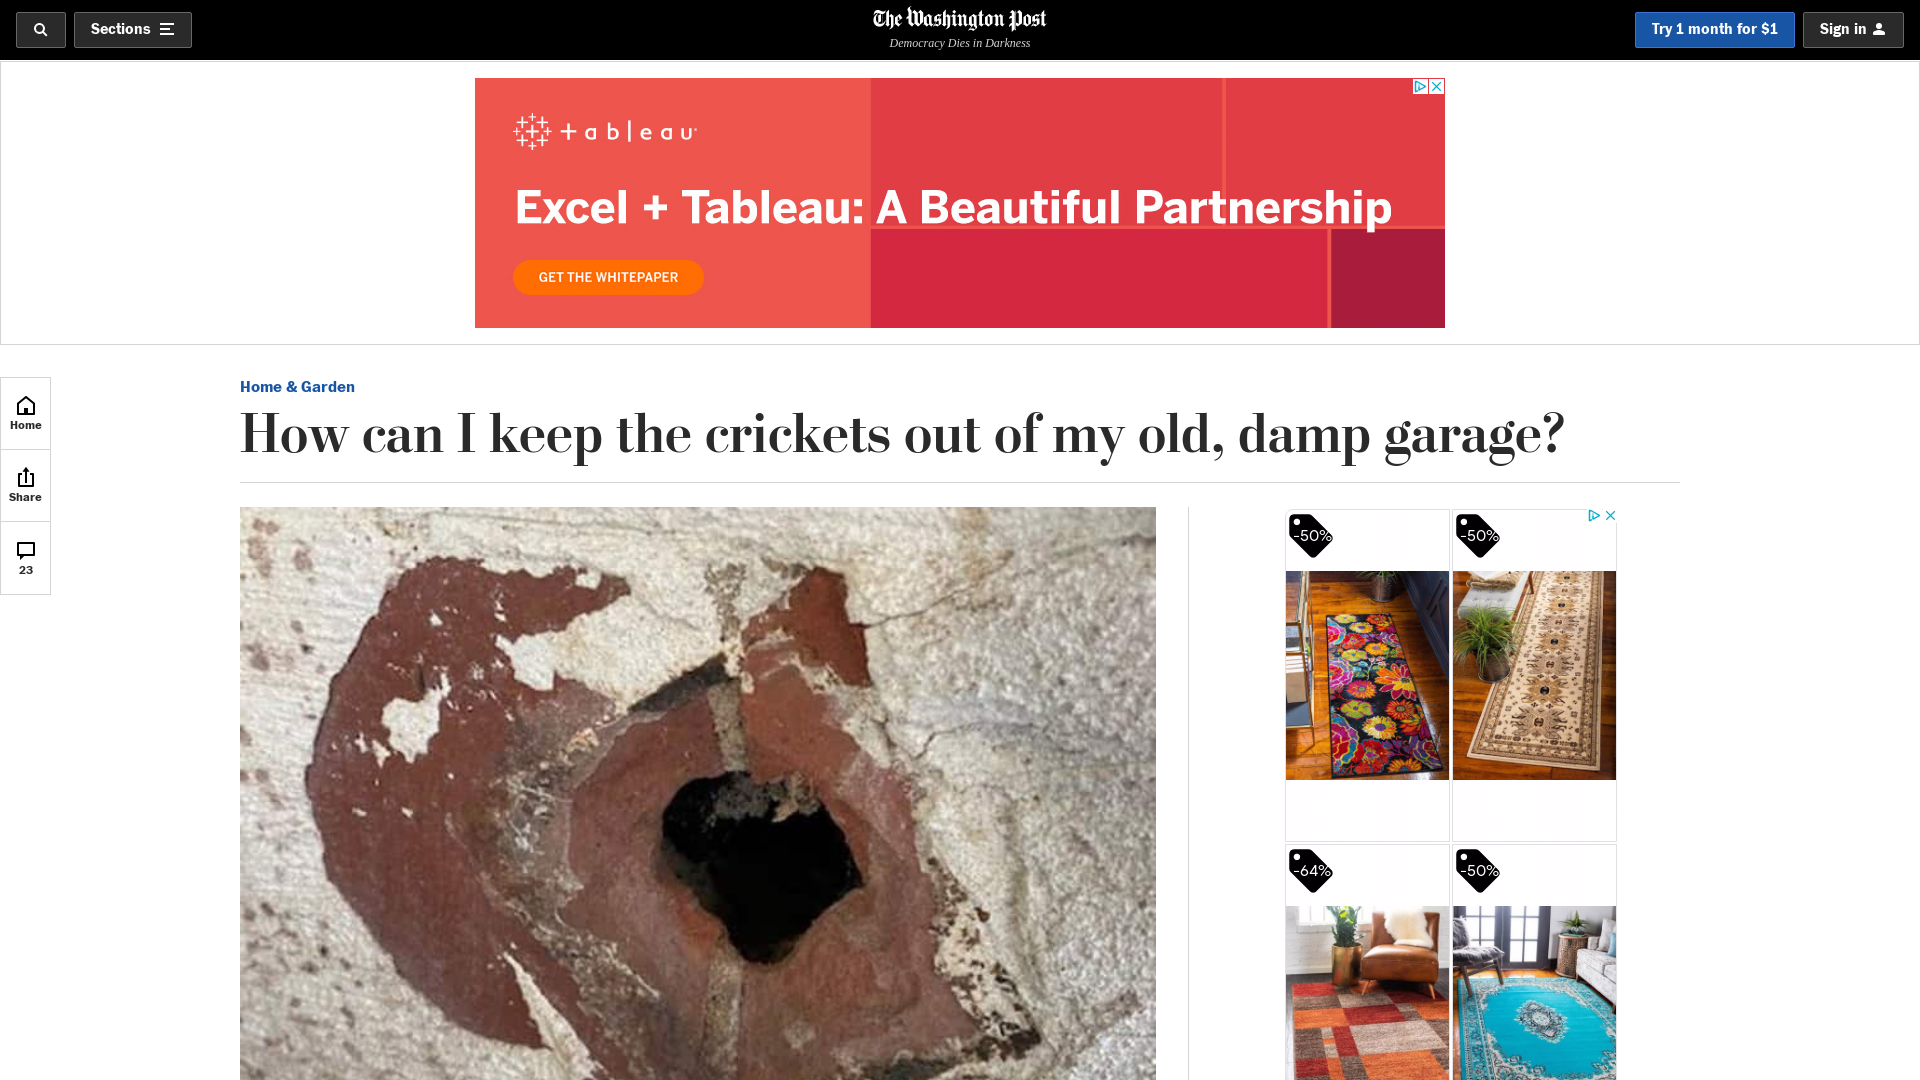 Sections
The Washington Post
Democracy Dies in Darkness
Try 1 month for $1
Sign in
+ableau
Excel + Tableau: A Beautiful Partnership
GET THE WHITEPAPER
Home
Share
23
Home & Garden
How can I keep the crickets out of my old, damp garage?
-50%
-50%
-64%
-50%